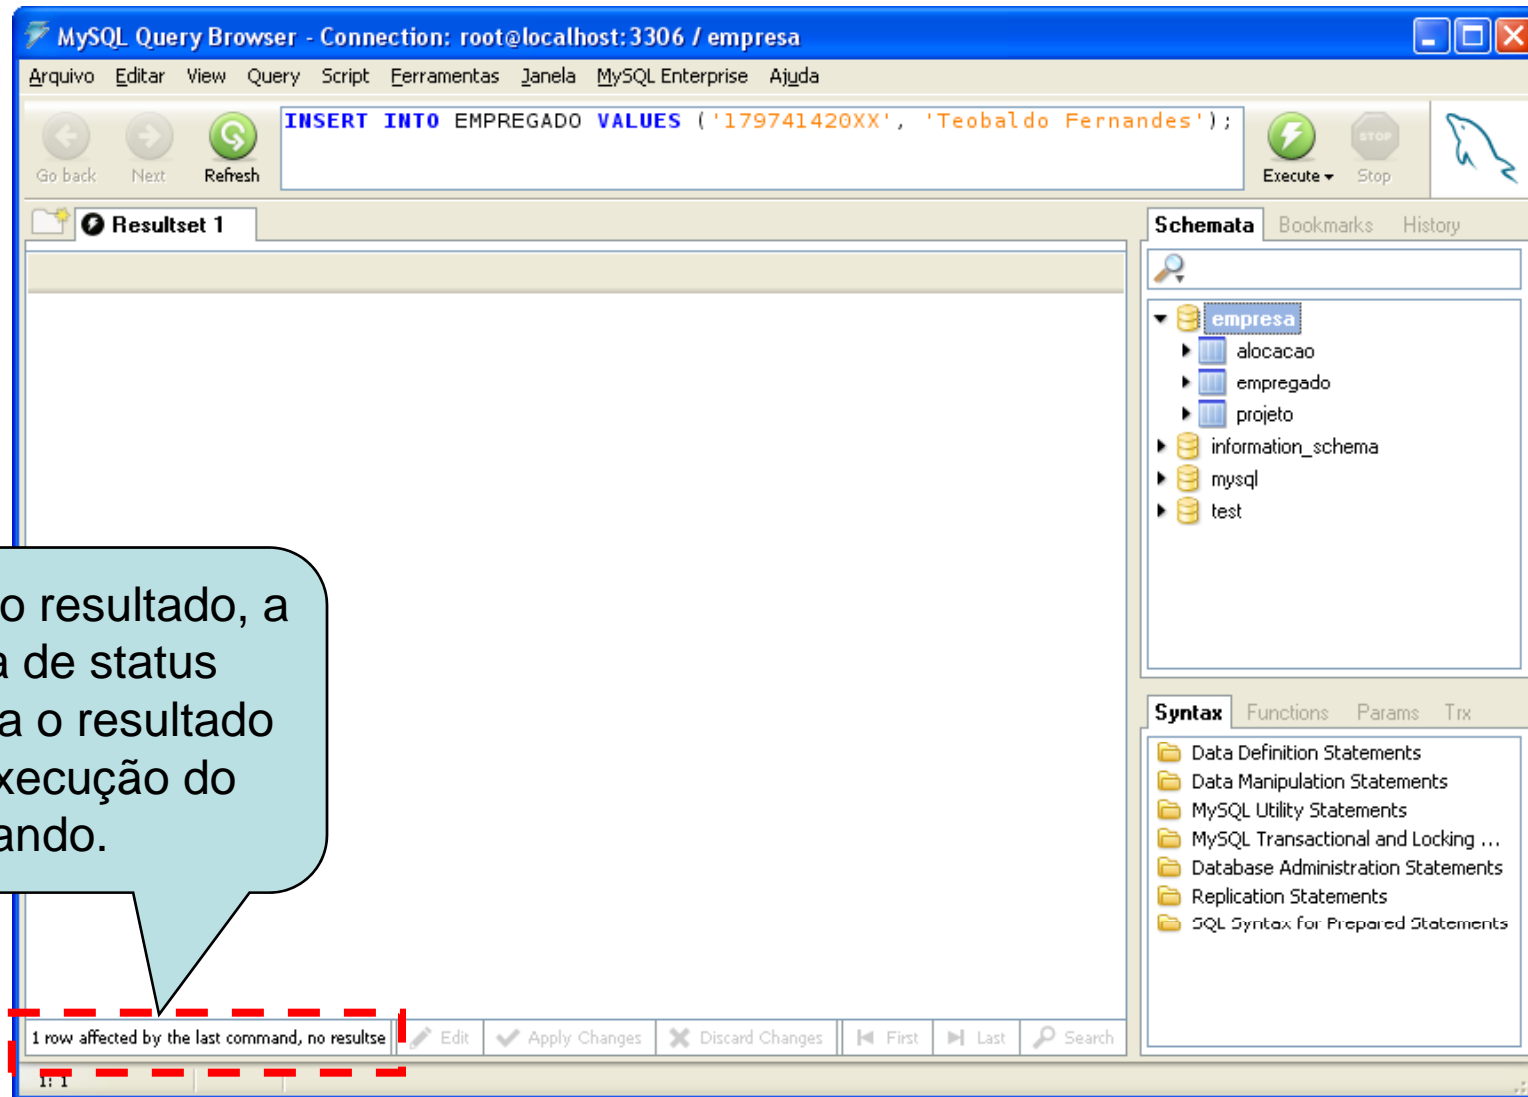 MySQL Query Browser - Connection: root@localhost:3306 / empresa
Arquivo Editar View Query Script Ferramentas Janela MySQL Enterprise Ajuda
INSERT INTO EMPREGADO VALUES ('179741420XX', 'Teobaldo Fernandes');
Go back Next Refresh
Execute STOP Stop
Resultset 1
Schemata Bookmarks History
empresa
alocacao
empregado
projeto
information_schema
mysql
test
o resultado, a
a de status
a o resultado
xecução do
ando.
Syntax Functions Params Trx
Data Definition Statements
Data Manipulation Statements
MySQL Utility Statements
MySQL Transactional and Locking ...
Database Administration Statements
Replication Statements
SQL Syntax for Prepared Statements
1 row affected by the last command, no resultse
Edit Apply Changes Discard Changes First Last Search
1: 1